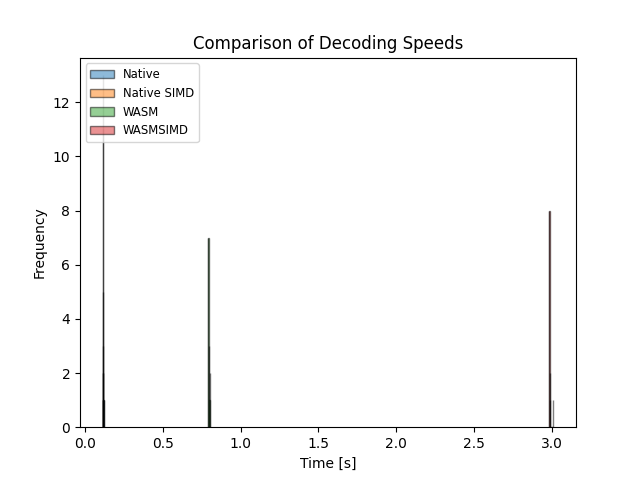 Comparison of Decoding Speeds
Native
Native SIMD
WASM
WASMSIMD
12
10
8
6
4
2
0
Frequency
0.0 0.5 1.0 1.5 2.0 2.5 3.0
Time [s]